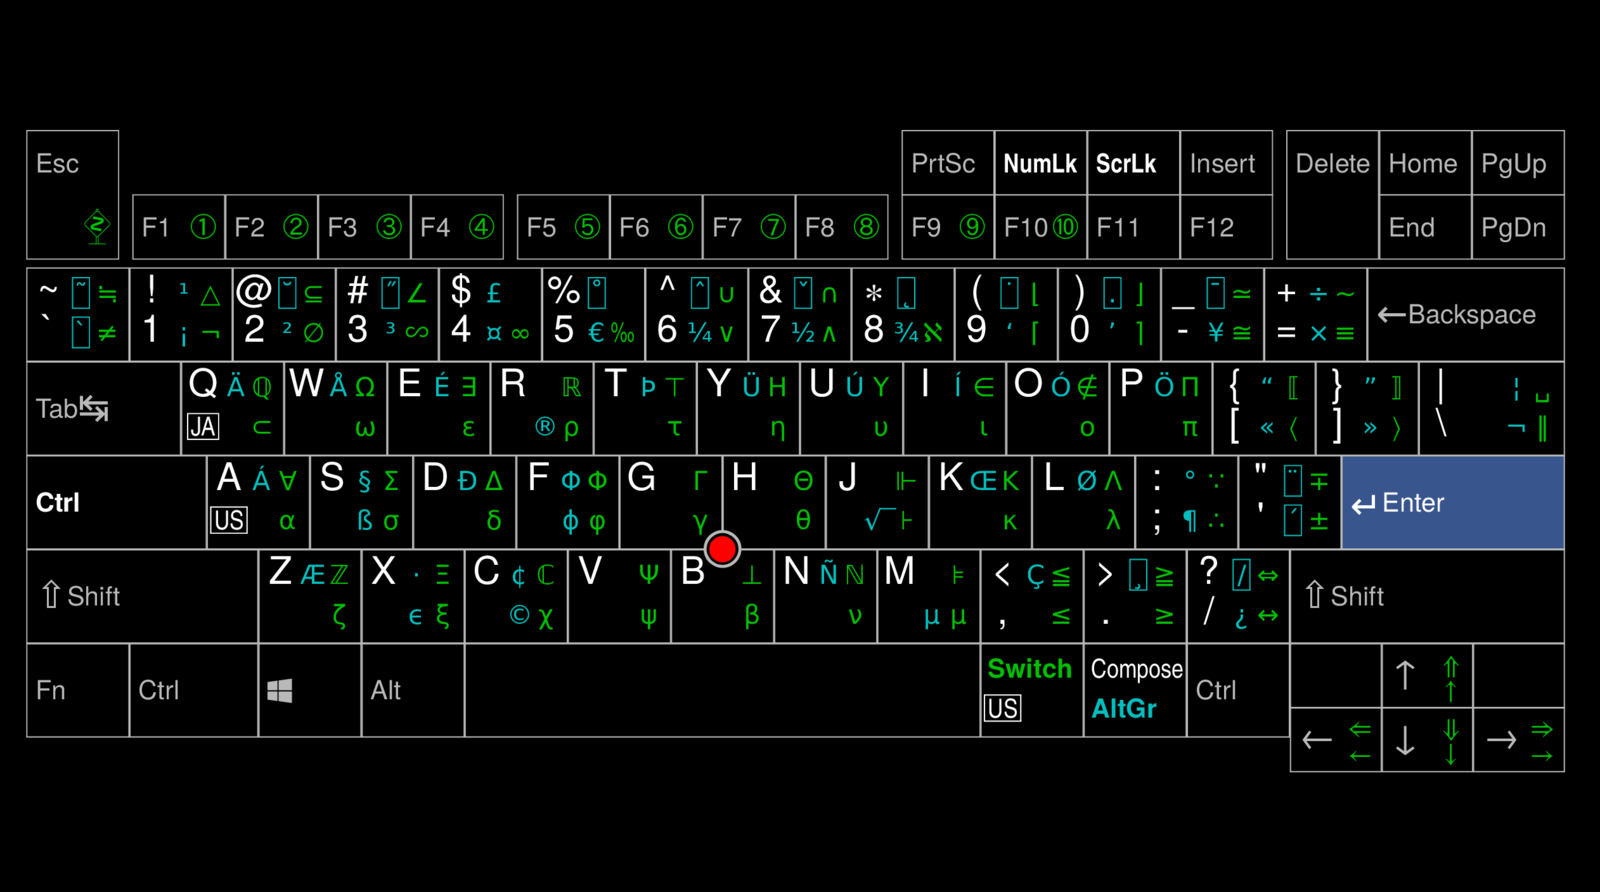 Esc PrtSc NumLk ScrLk Insert Delete Home PgUp
F1 ① F2 ② F3 ③ F4 ④ F5 ⑤ F6 ⑥ F7 ⑦ F8 ⑧ F9 ⑨ F10 ⑩ F11 F12 End PgDn
~ ˜ ≒ ! ¹ △ @ ˘ ⊆ # ˝ ∠ $ £ % ° ^ ˆ ∪ & ˇ ∩ * ˛ ( ˙ ⌊ ) . ⌋ _ ¯ ≃ + ÷ ∼ ←Backspace
` ` ≠ 1 ¡ ¬ 2 ² ∅ 3 ³ ∽ 4 ¤ ∞ 5 € ‰ 6 ¼ ∨ 7 ½ ∧ 8 ¾ ℵ 9 ‘ ⌈ 0 ’ ⌉ - ¥ ≅ = × ≡
Tab Q Ä ℚ W Å Ω E É ∃ R ℝ T Þ ⊤ Y Ü Η U Ú Υ I Í ∈ O Ó ∉ P Ö Π { “ ⟦ } ” ⟧ | ¦ ␣
JA ⊂ ω ε ® ρ τ η υ ι ο π [ « ⟨ ] » ⟩ \ ¬ ∥
Ctrl A Á ∀ S § Σ D Ð Δ F Φ Φ G Γ H Θ J ⊩ K Œ Κ L Ø Λ : ° ∵ " ¨ ∓ ↵ Enter
US α ß σ δ ϕ φ γ θ √ ⊦ κ λ ; ¶ ∴ ' ´ ±
⇧ Shift Z Æ ℤ X · Ξ C ¢ ℂ V Ψ B ⊥ N Ñ ℕ M ⊧ < Ç ≦ > ¸ ≧ ? / ⇔ ⇧ Shift
ζ ϵ ξ © χ ψ β ν µ μ , ≤ . ≥ / ¿ ⇔
Fn Ctrl Alt Switch Compose Ctrl ↑ ⇑
US AltGr ↑
← ⇐ ↓ ⇓ → ⇒
← ↓ →